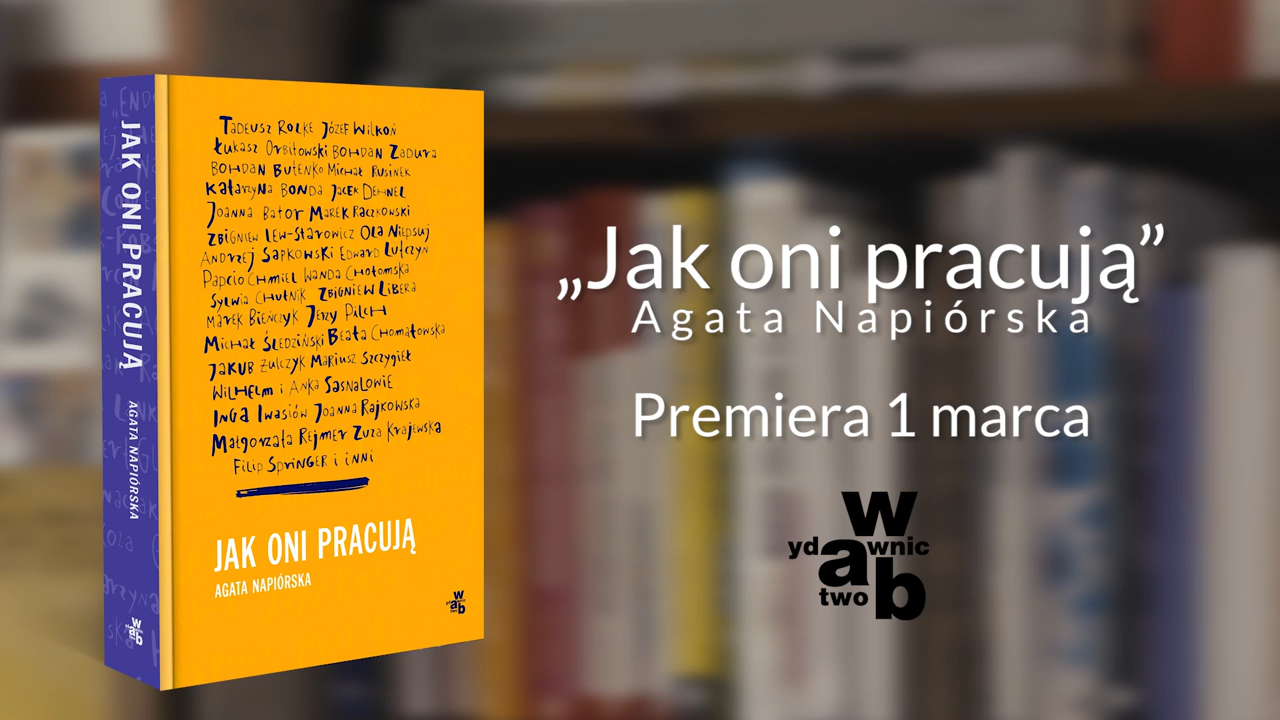 JAK ONI PRACUJĄ
AGATA NAPIÓRSKA
Tadeusz Rolke Józef Wilkoń
Łukasz Orbitowski Bohdan Zadura
Bohdan Butenko Michał Rusinek
Katarzyna Bonda Jacek Dehnel
Joanna Bator Marek Raczkowski
Zbigniew Lew-Starowicz Ola Niepsuj
Andrzej Sapkowski Edward Lutczyn
Papcio Chmiel Wanda Chotomska
Sylwia Chutnik Zbigniew Libera
Marek Bieńczyk Jerzy Pilch
Michał Śledziński Beata Chomątowska
Jakub Żulczyk Mariusz Szczygieł
Wilhelm i Anka Sasnalowie
Inga Iwasiów Joanna Rajkowska
Małgorzata Rejmer Zuza Krajewska
Filip Springer i inni
JAK ONI PRACUJĄ
AGATA NAPIÓRSKA
„Jak oni pracują”
Agata Napiórska
Premiera 1 marca
w
ydawnic
two b